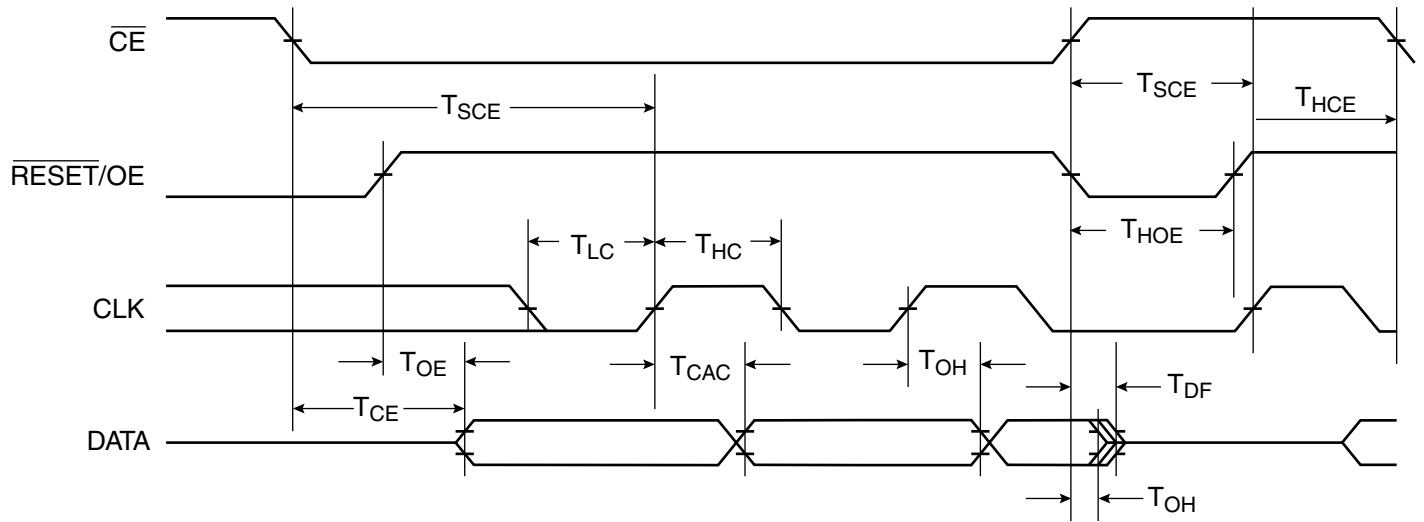 CE
T_SCE
T_SCE
T_HCE
RESET/OE
T_LC
T_HC
T_HOE
CLK
T_OE
T_CAC
T_OH
T_DF
T_CE
DATA
T_OH